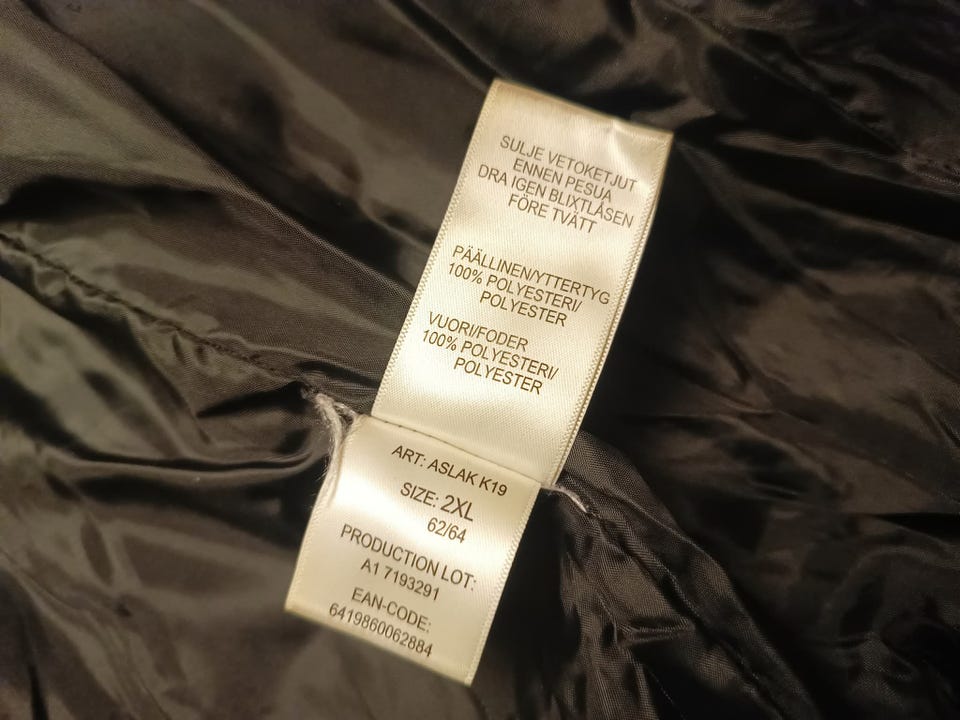 SULJE VETOKETJUT
ENNEN PESUA
DRA IGEN BLIXTLÅSEN
FÖRE TVÄTT
PÄÄLLINEN/YTTERTYG
100% POLYESTERI/
POLYESTER
VUORI/FODER
100% POLYESTERI/
POLYESTER
ART: ASLAK K19
SIZE: 2XL
62/64
PRODUCTION LOT:
A1 7193291
EAN-CODE:
6419860062884